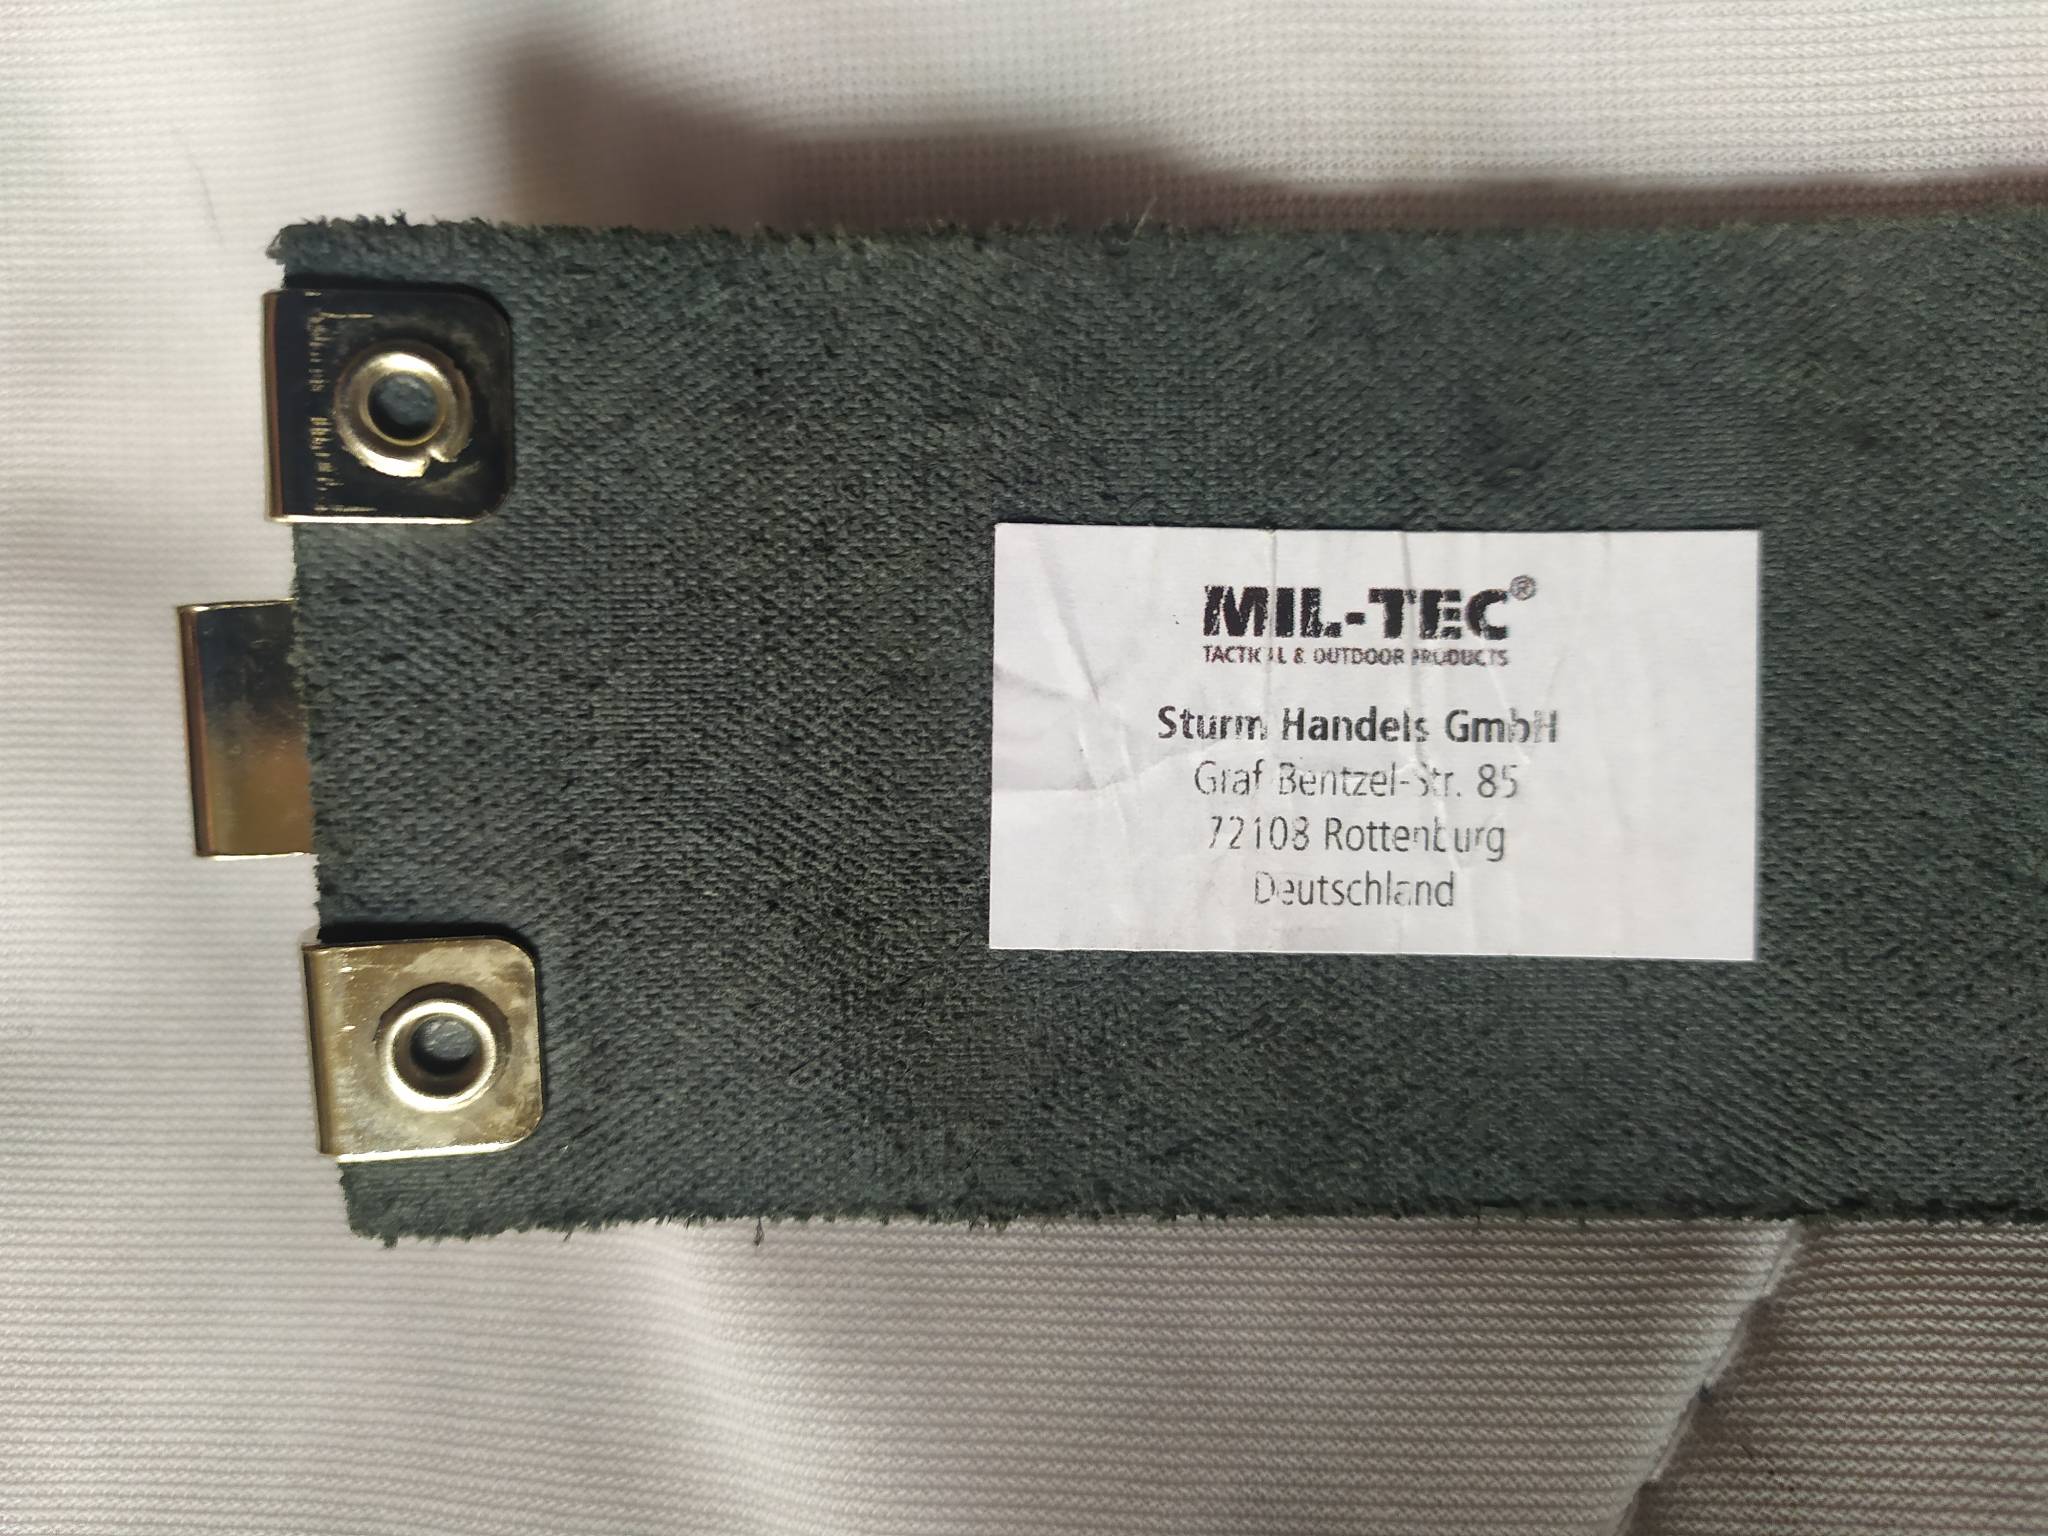 MIL-TEC®
TACTICAL & OUTDOOR PRODUCTS
Sturm Handels GmbH
Graf Bentzel-Str. 85
72108 Rottenburg
Deutschland